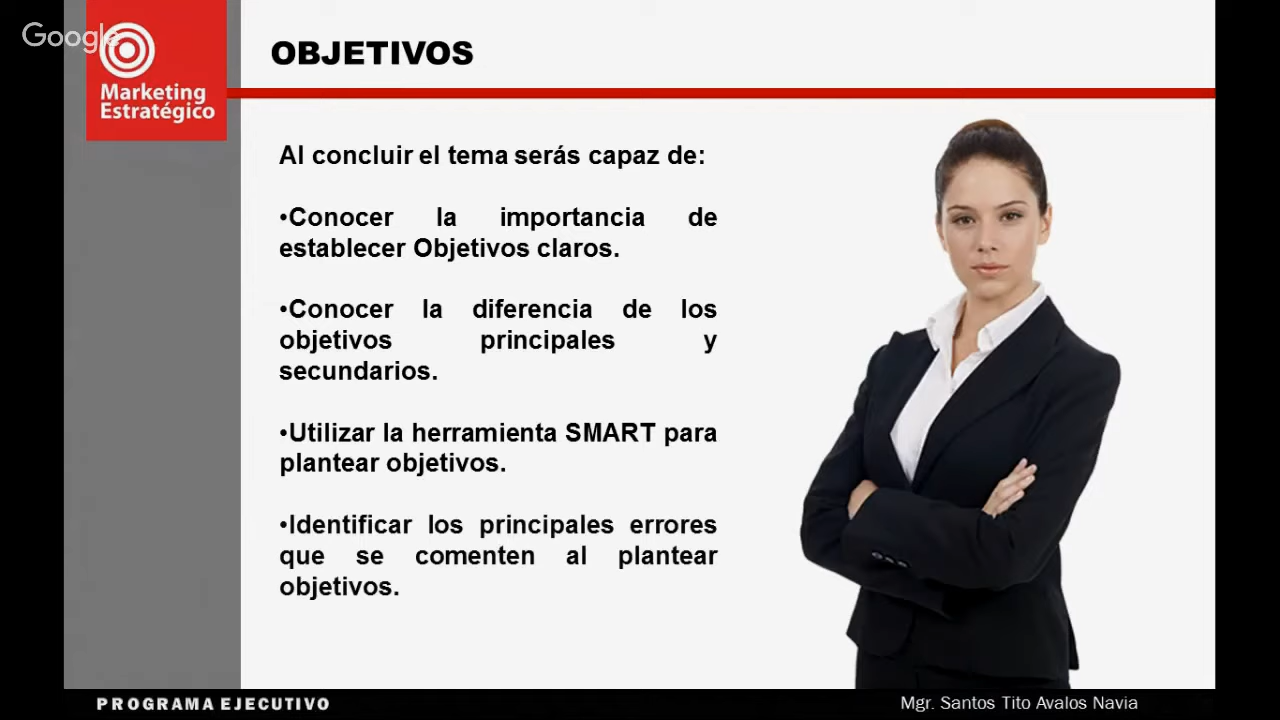 Google
Marketing
Estratégico
OBJETIVOS
Al concluir el tema serás capaz de:
•Conocer la importancia de
establecer Objetivos claros.
•Conocer la diferencia de los
objetivos principales y
secundarios.
•Utilizar la herramienta SMART para
plantear objetivos.
•Identificar los principales errores
que se comenten al plantear
objetivos.
PROGRAMA EJECUTIVO
Mgr. Santos Tito Avalos Navia